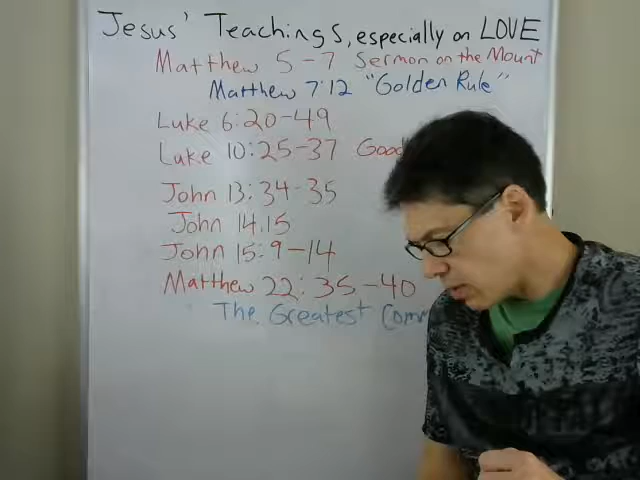 Jesus' Teachings, especially on LOVE
Matthew 5-7 Sermon on the Mount
Matthew 7:12 "Golden Rule"
Luke 6:20-49
Luke 10:25-37 Good
John 13:34-35
John 14.15
John 15:9-14
Matthew 22:35-40
The Greatest Comm